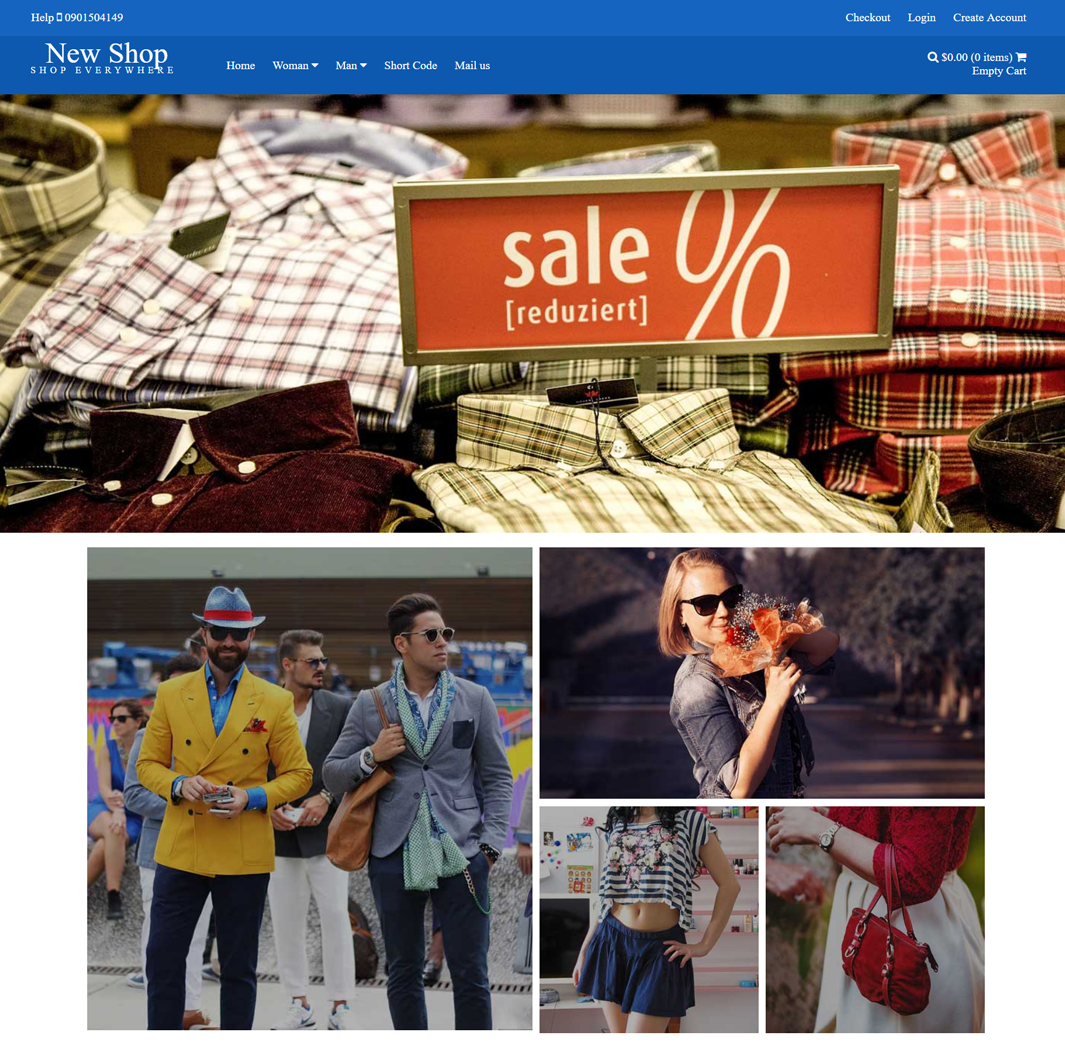 Help 0901504149
Checkout Login Create Account
New Shop
SHOP EVERYWHERE
Home Woman Man Short Code Mail us
$0.00 (0 items)
Empty Cart
sale %
[reduziert]